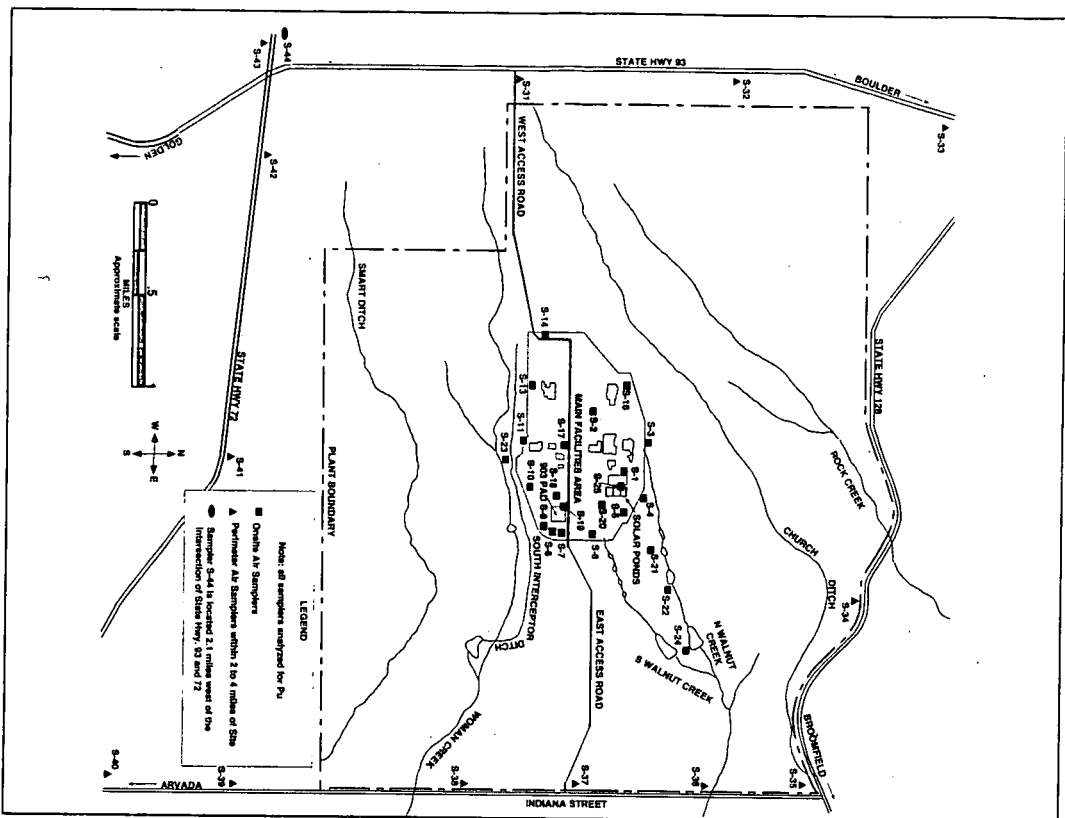 S-44
S-43
STATE HWY 93
S-31
S-32
BOULDER
S-33
GOLDEN
S-42
WEST ACCESS ROAD
0
.5
1
MILES
Approximate scale
SMART DITCH
STATE HWY 72
STATE HWY 128
S-14
S-13
S-16
S-2
MAIN FACILITIES AREA
S-17
S-11
S-3
S-23
S-1
S-10
S-18
903 PAD
S-25
S-4
S-20
S-5
SOLAR PONDS
S-9
S-8
S-7
S-19
S-6
S-21
S-22
S-24
ROCK CREEK
CHURCH
DITCH
S-34
N WALNUT
CREEK
S WALNUT CREEK
SOUTH INTERCEPTOR
DITCH
EAST ACCESS ROAD
WOMAN CREEK
PLANT BOUNDARY
S-41
N
W
E
S
LEGEND
Note: all samplers analyzed for Pu
Onsite Air Samplers
Perimeter Air Samplers within 2 to 4 miles of Site
Sampler S-44 is located 2.1 miles west of the
intersection of State Hwy. 93 and 72
S-40
ARVADA
S-39
S-38
S-37
S-36
S-35
BROOMFIELD
INDIANA STREET